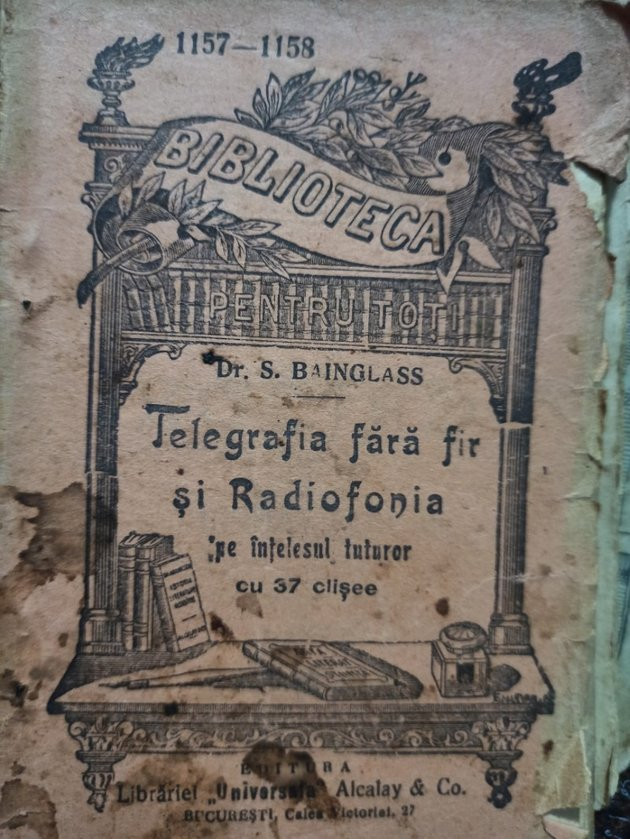 1157—1158
BIBLIOTECA
PENTRU TOȚI
Dr. S. BAINGLASS
Telegrafia fără fir
și Radiofonia
pe înțelesul tuturor
cu 37 clișee
EDITURA
Librăriei „Universala" Alcalay & Co.
BUCUREȘTI, Calea Victoriei, 27